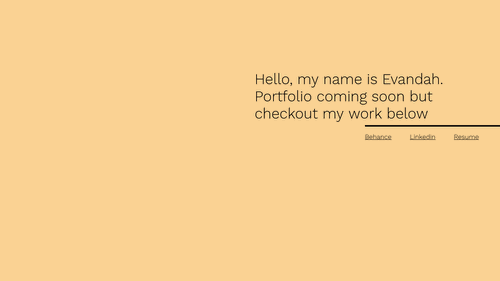 Hello, my name is Evandah.
Portfolio coming soon but
checkout my work below
Behance LinkedIn Resume